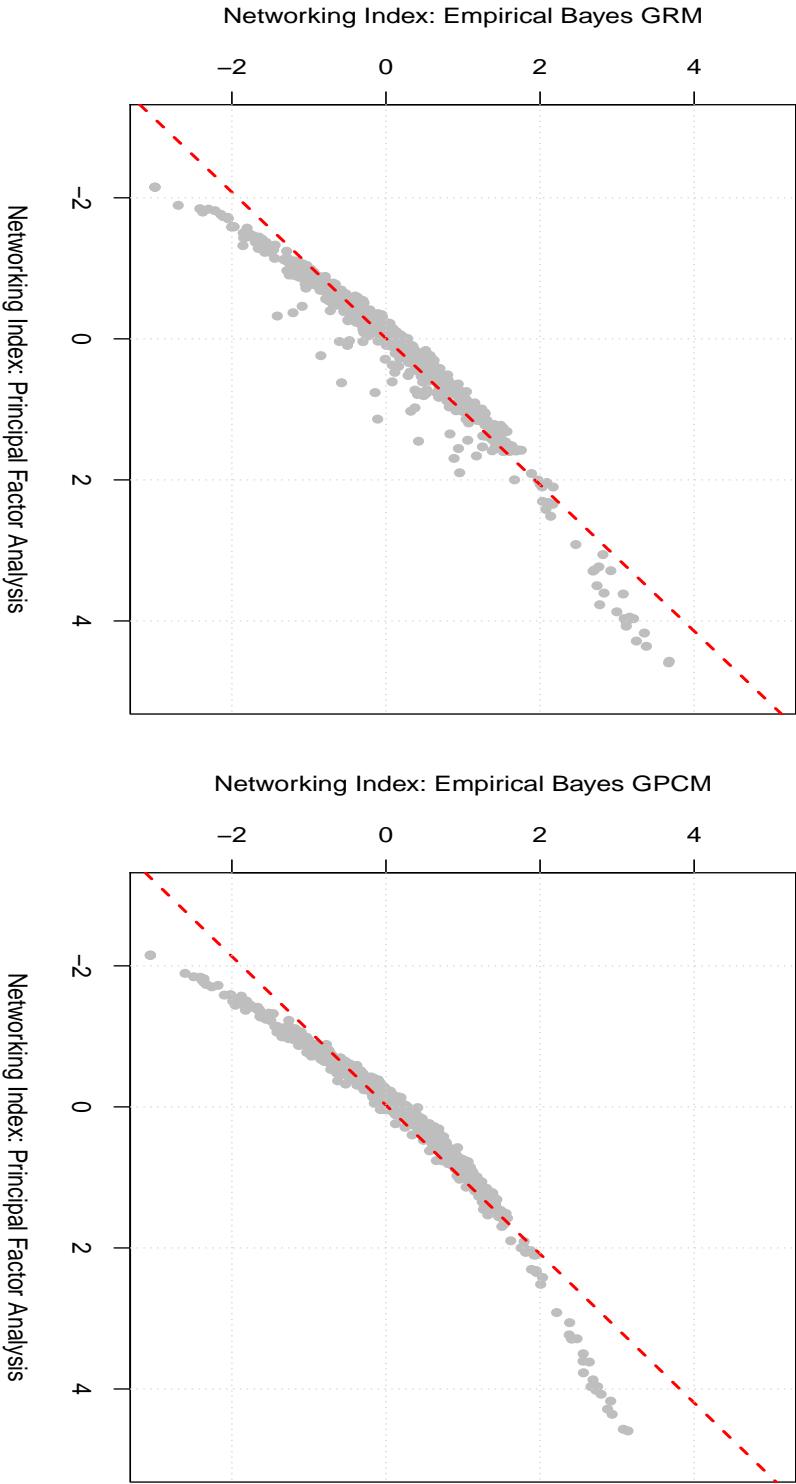 Networking Index: Empirical Bayes GRM
−2 0 2 4
-2 0 2 4
Networking Index: Principal Factor Analysis
Networking Index: Empirical Bayes GPCM
−2 0 2 4
-2 0 2 4
Networking Index: Principal Factor Analysis